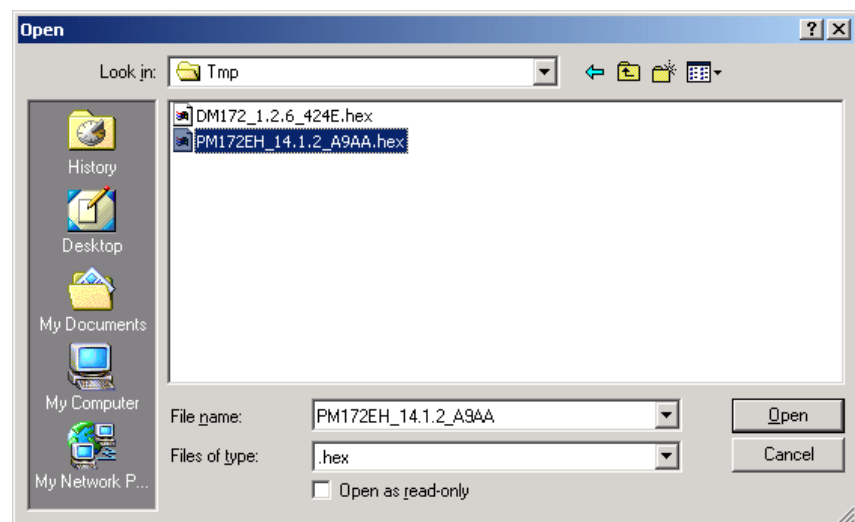 Open
Look in:
Tmp
History
Desktop
My Documents
My Computer
My Network P...
DM172_1.2.6_424E.hex
PM172EH_14.1.2_A9AA.hex
File name:
PM172EH_14.1.2_A9AA
Open
Files of type:
.hex
Cancel
Open as read-only